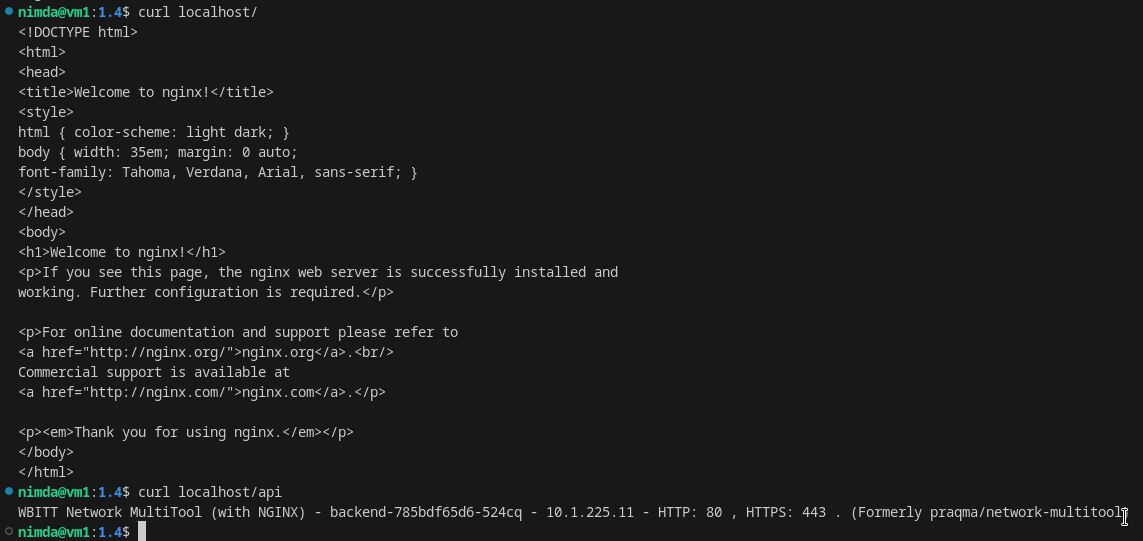 nimda@vm1:1.4$ curl localhost/
<!DOCTYPE html>
<html>
<head>
<title>Welcome to nginx!</title>
<style>
html { color-scheme: light dark; }
body { width: 35em; margin: 0 auto;
font-family: Tahoma, Verdana, Arial, sans-serif; }
</style>
</head>
<body>
<h1>Welcome to nginx!</h1>
<p>If you see this page, the nginx web server is successfully installed and
working. Further configuration is required.</p>
<p>For online documentation and support please refer to
<a href="http://nginx.org/">nginx.org</a>.<br/>
Commercial support is available at
<a href="http://nginx.com/">nginx.com</a>.</p>
<p><em>Thank you for using nginx.</em></p>
</body>
</html>
nimda@vm1:1.4$ curl localhost/api
WBITT Network MultiTool (with NGINX) - backend-785bdf65d6-524cq - 10.1.225.11 - HTTP: 80 , HTTPS: 443 . (Formerly praqma/network-multitool)
nimda@vm1:1.4$